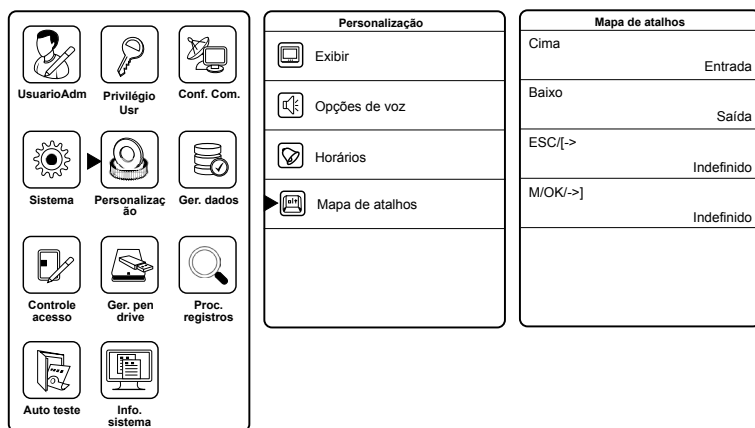 UsuarioAdm
Privilégio
Usr
Conf. Com.
Sistema
Personalizaç
ão
Ger. dados
Controle
acesso
Ger. pen
drive
Proc.
registros
Auto teste
Info.
sistema
Personalização
Exibir
Opções de voz
Horários
alt
Mapa de atalhos
Mapa de atalhos
Cima
Entrada
Baixo
Saída
ESC/[->
Indefinido
M/OK/->]
Indefinido